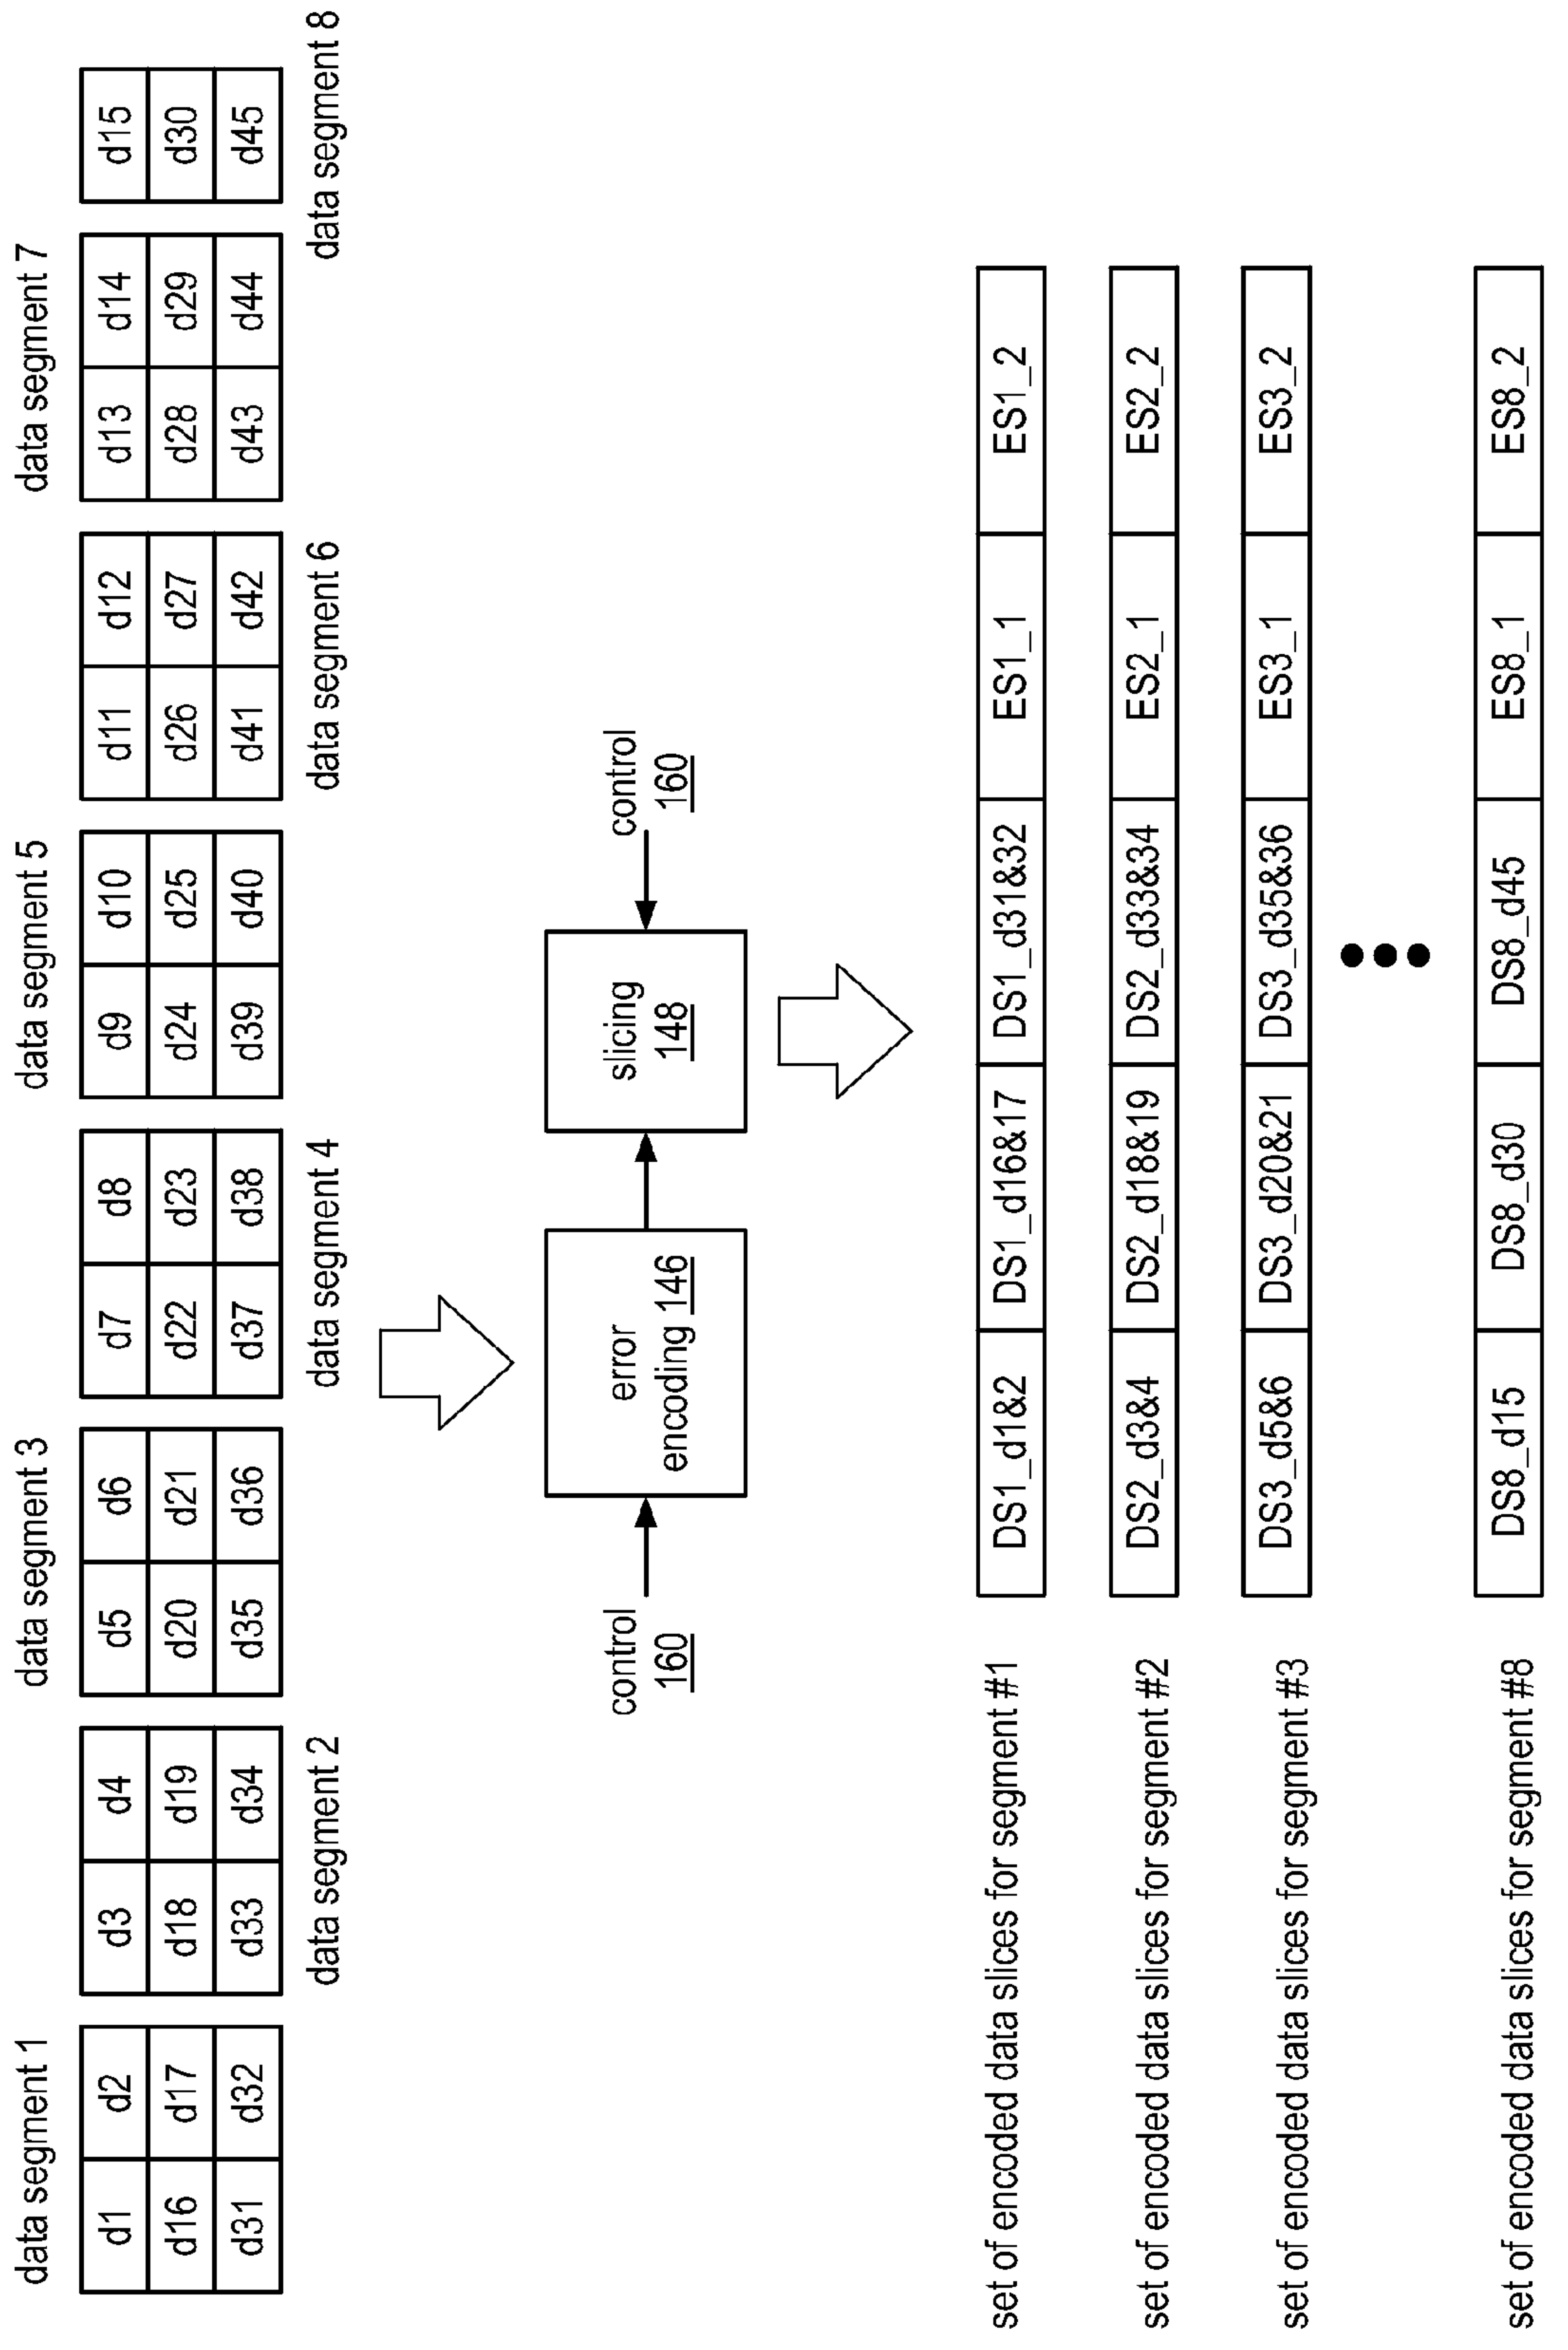 data segment 1
data segment 3
data segment 5
data segment 7
d1 d2 d3 d4 d5 d6 d7 d8 d9 d10 d11 d12 d13 d14 d15
d16 d17 d18 d19 d20 d21 d22 d23 d24 d25 d26 d27 d28 d29 d30
d31 d32 d33 d34 d35 d36 d37 d38 d39 d40 d41 d42 d43 d44 d45
data segment 2
data segment 4
data segment 6
data segment 8
control
160
error
encoding 146
slicing
148
control
160
set of encoded data slices for segment #1 DS1_d1&2 DS1_d16&17 DS1_d31&32 ES1_1 ES1_2
set of encoded data slices for segment #2 DS2_d3&4 DS2_d18&19 DS2_d33&34 ES2_1 ES2_2
set of encoded data slices for segment #3 DS3_d5&6 DS3_d20&21 DS3_d35&36 ES3_1 ES3_2
set of encoded data slices for segment #8 DS8_d15 DS8_d30 DS8_d45 ES8_1 ES8_2